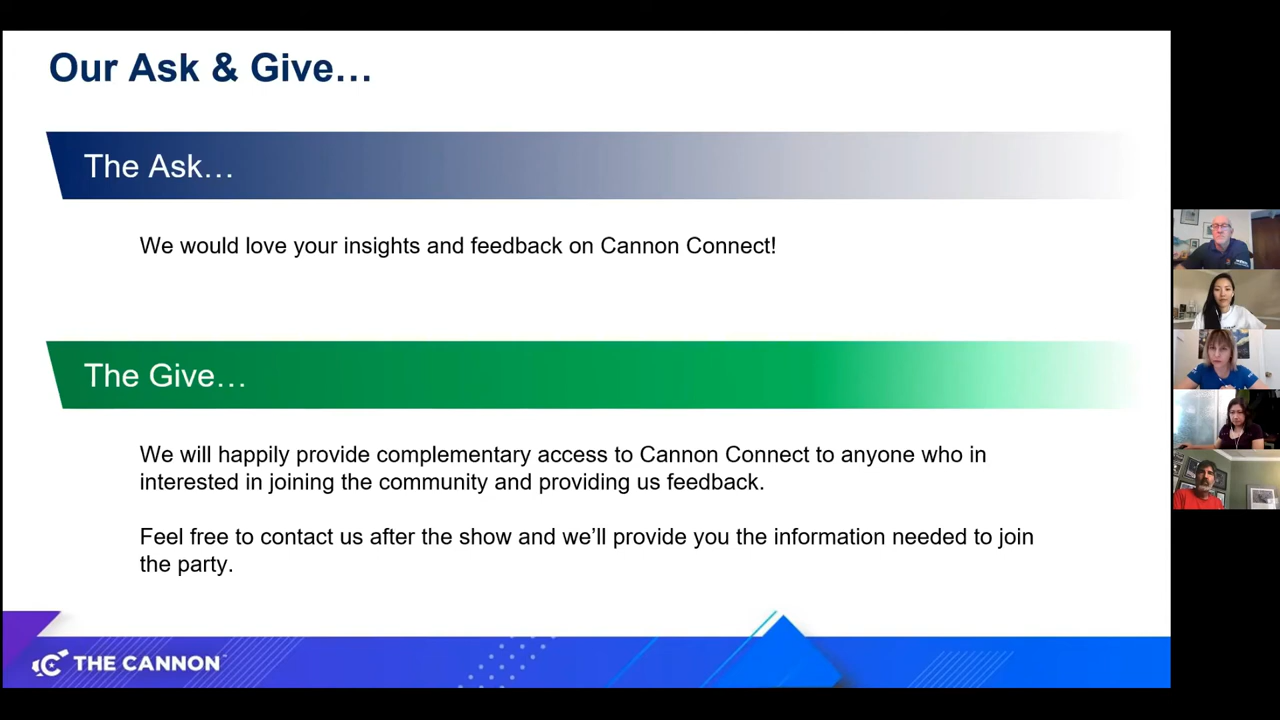 Our Ask & Give…
The Ask…
We would love your insights and feedback on Cannon Connect!
The Give…
We will happily provide complementary access to Cannon Connect to anyone who in
interested in joining the community and providing us feedback.
Feel free to contact us after the show and we’ll provide you the information needed to join
the party.
THE CANNON